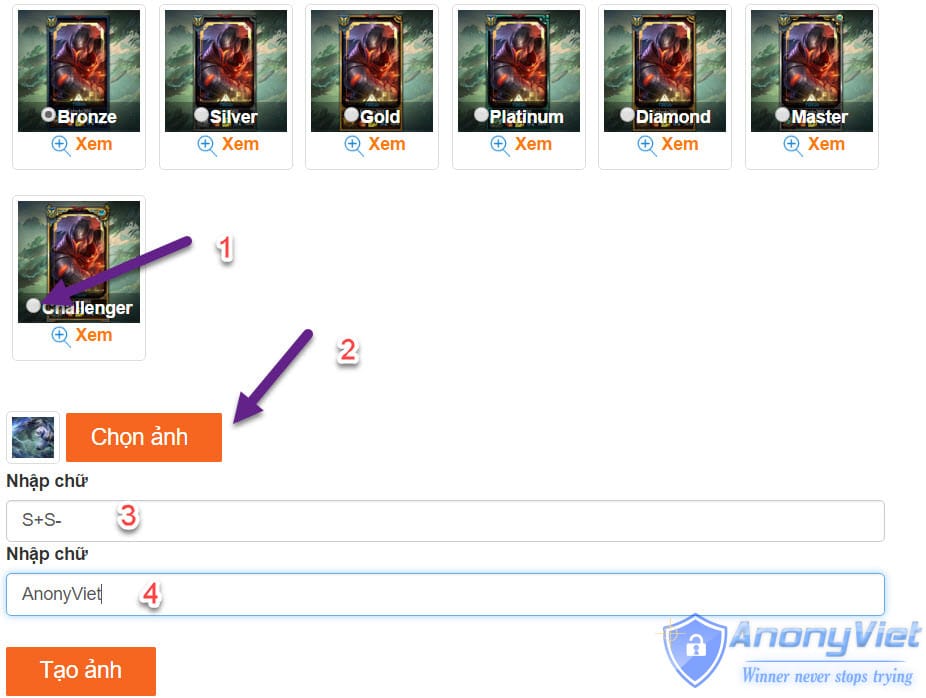 Bronze Silver Gold Platinum Diamond Master
Xem Xem Xem Xem Xem Xem
1
Challenger
Xem
2
Chọn ảnh
Nhập chữ
S+S- 3
Nhập chữ
AnonyViet 4
Tạo ảnh
AnonyViet
Winner never stops trying